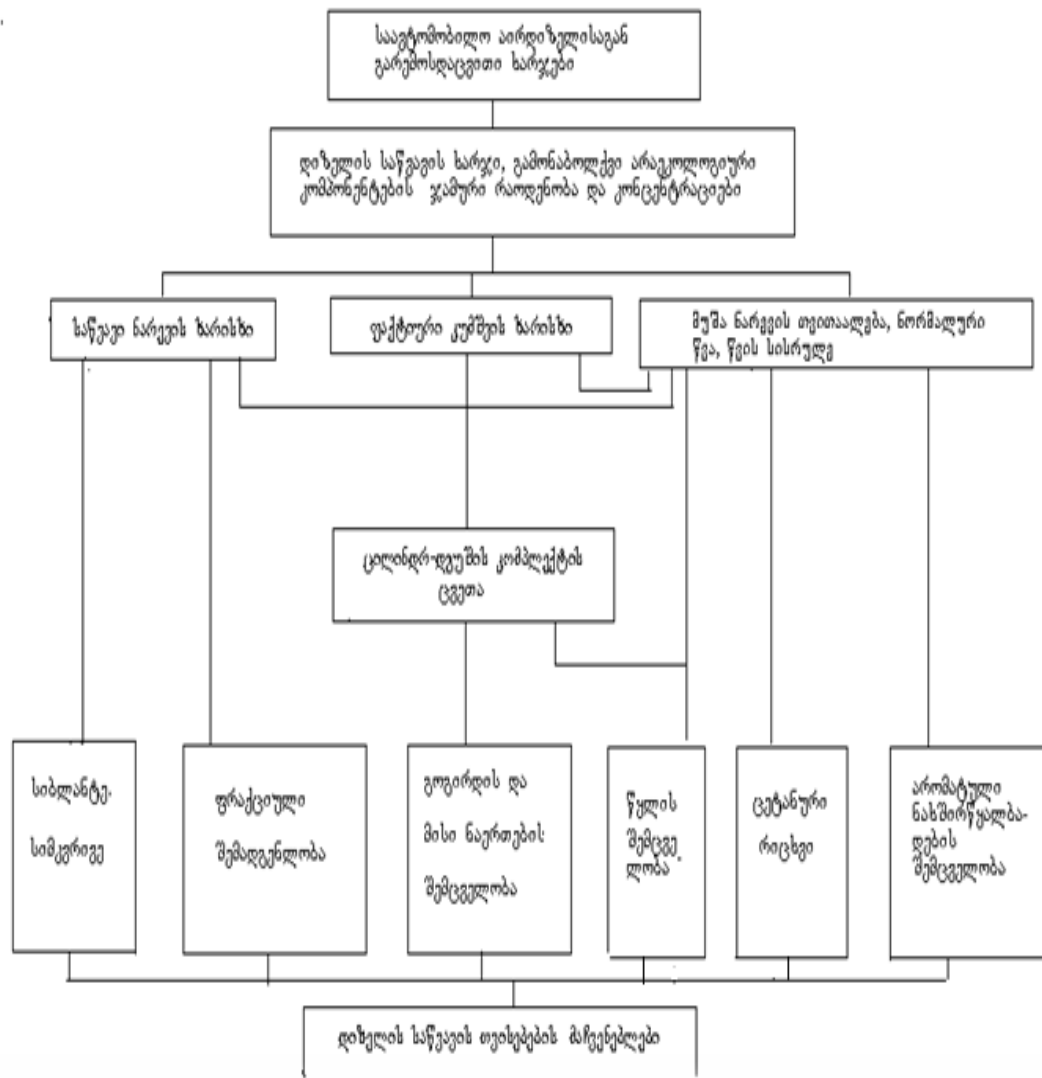 საავტომობილო აირდიზელისაგან
გარემოსდაცვითი ხარჯები
დიზელის საწვავის ხარჯი, გამონაბოლქვი არაეკოლოგიური
კომპონენტების ჯამური რაოდენობა და კონცენტრაციები
საწვავი ნარევის ხარისხი
ფაქტიური კუმშვის ხარისხი
მუშა ნარევის თვითაალება, ნორმალური
წვა, წვის სისრულე
ცილინდრ-დგუშის კომპლექტის
ცვეთა
სიბლანტე.
სიმკვრივე
ფრაქციული
შემადგენლობა
გოგირდის და
მისი ნაერთების
შემცველობა
წყლის
შემცვე
ლობა
ცეტანური
რიცხვი
არომატული
ნახშირწყალბა-
დების
შემცველობა
დიზელის საწვავის თვისებების მაჩვენებლები